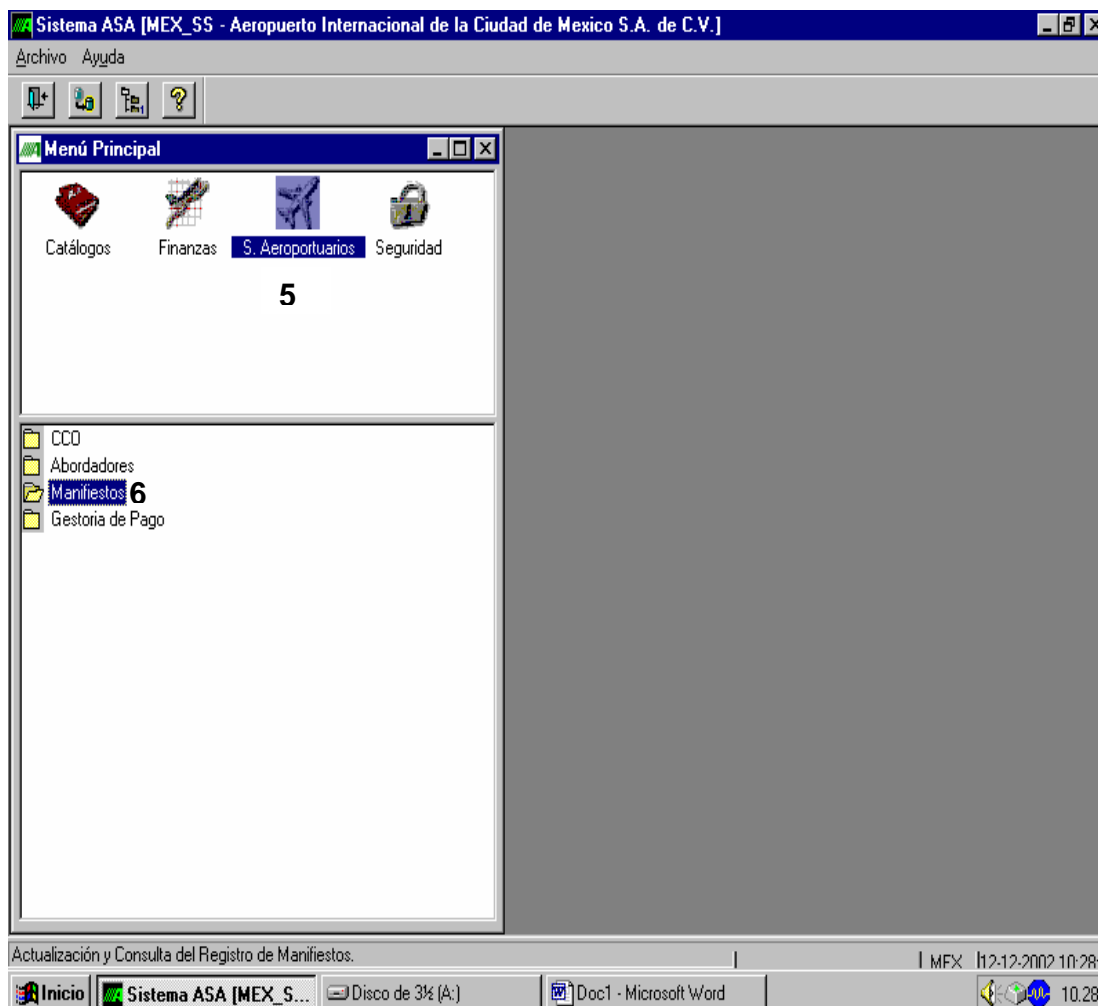 Sistema ASA [MEX_SS - Aeropuerto Internacional de la Ciudad de Mexico S.A. de C.V.]
Archivo Ayuda
Menú Principal
Catálogos Finanzas S. Aeroportuarios Seguridad
5
CCO
Abordadores
Manifiestos 6
Gestoria de Pago
Actualización y Consulta del Registro de Manifiestos. MEX 12-12-2002 10:28:
Inicio Sistema ASA [MEX_S... Disco de 3½ (A:) Doc1 - Microsoft Word 10.28